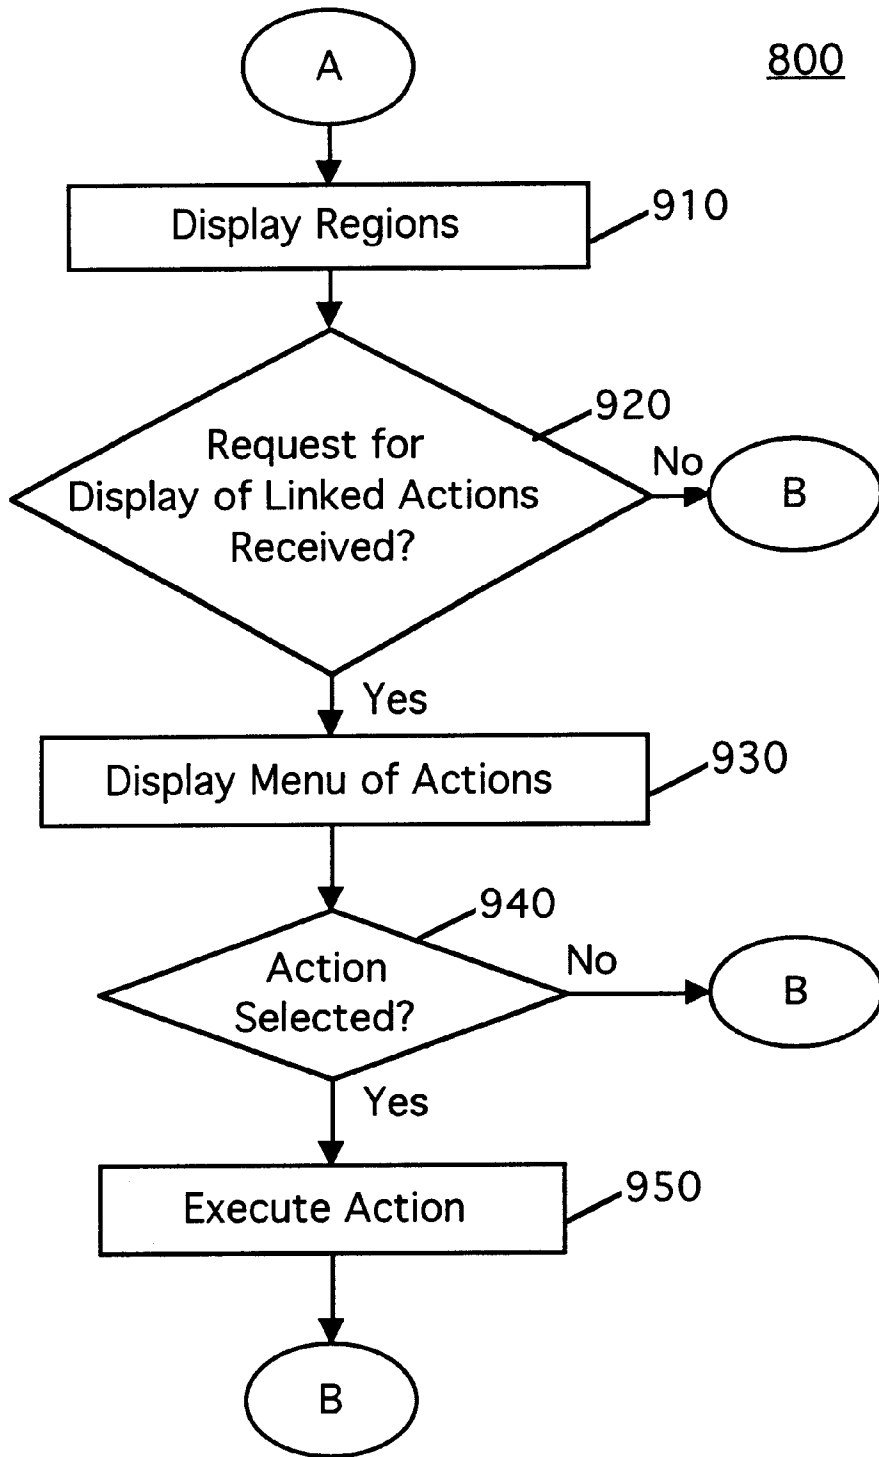 A
800
Display Regions
910
920
Request for
Display of Linked Actions
Received?
No
B
Yes
Display Menu of Actions
930
940
Action
Selected?
No
B
Yes
Execute Action
950
B